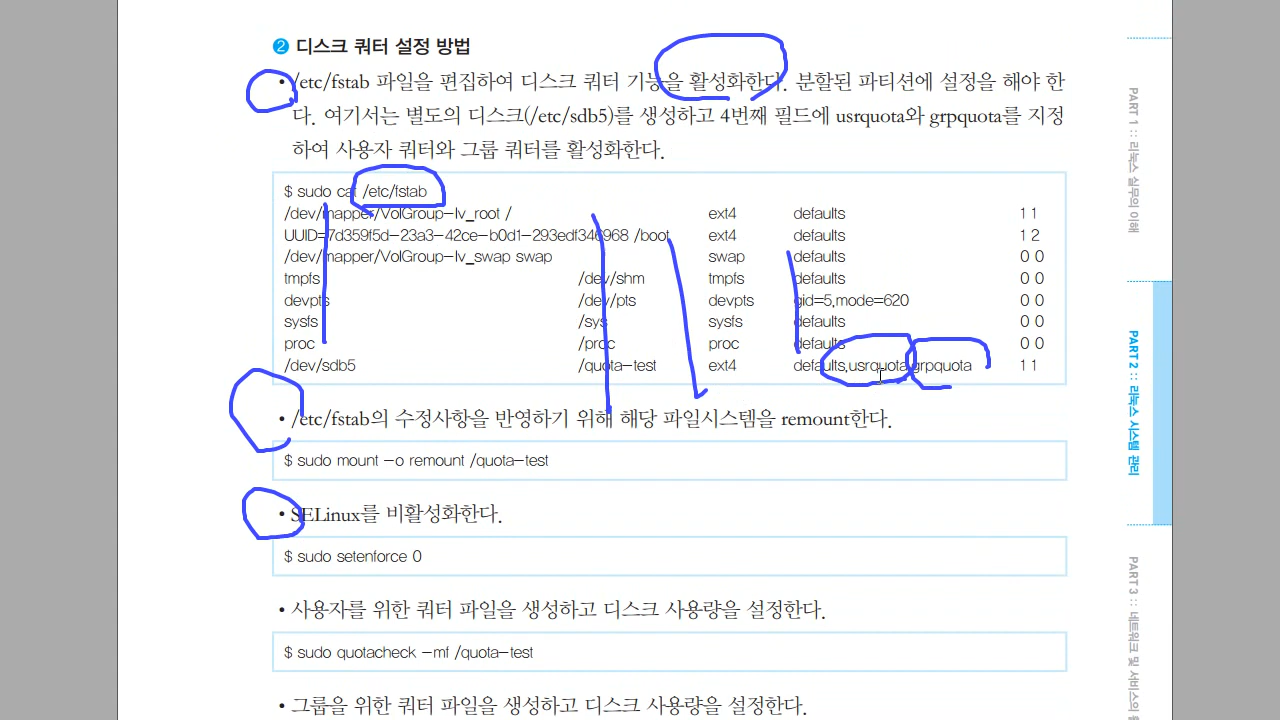 ❷ 디스크 쿼터 설정 방법
• /etc/fstab 파일을 편집하여 디스크 쿼터 기능을 활성화한다. 분할된 파티션에 설정을 해야 한
다. 여기서는 별도의 디스크(/etc/sdb5)를 생성하고 4번째 필드에 usrquota와 grpquota를 지정
하여 사용자 쿼터와 그룹 쿼터를 활성화한다.
$ sudo cat /etc/fstab
/dev/mapper/VolGroup-lv_root ext4 defaults 1 1
/boot ext4 defaults 1 2
/dev/mapper/VolGroup-lv_swap swap swap defaults 0 0
tmpfs /dev/shm tmpfs defaults 0 0
devpts /dev/pts devpts gid=5,mode=620 0 0
sysfs /sys sysfs defaults 0 0
proc /proc proc defaults 0 0
/dev/sdb5 /quota-test ext4 defaults,usrquota,grpquota 1 1
• /etc/fstab의 수정사항을 반영하기 위해 해당 파일시스템을 remount한다.
$ sudo mount -o remount /quota-test
• SELinux를 비활성화한다.
$ sudo setenforce 0
• 사용자를 위한 쿼터 파일을 생성하고 디스크 사용량을 설정한다.
$ sudo
• 그룹을 위한 쿼터 파일을 생성하고 디스크 사용량을 설정한다.
PART 1 :: 리눅스 실무의 이해
PART 2 :: 리눅스 시스템 관리
PART 3 :: 네트워크 및 서비스의